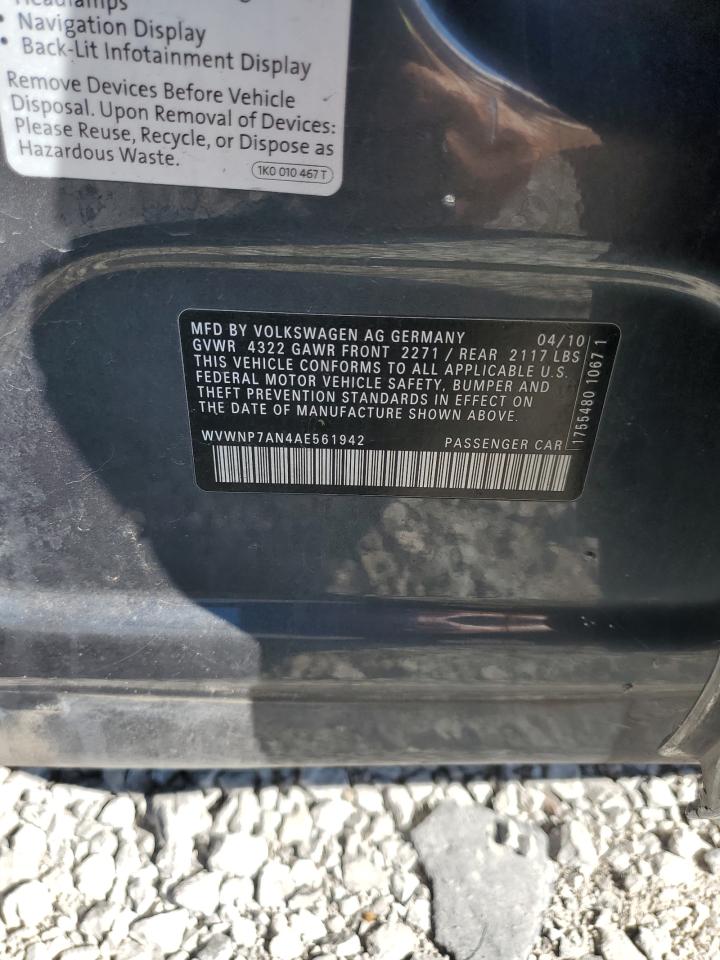 • Navigation Display
• Back-Lit Infotainment Display
Remove Devices Before Vehicle
Disposal. Upon Removal of Devices:
Please Reuse, Recycle, or Dispose as
Hazardous Waste.
1K0 010 467 T
MFD BY VOLKSWAGEN AG GERMANY 04/10
GVWR 4322 GAWR FRONT 2271 / REAR 2117 LBS
THIS VEHICLE CONFORMS TO ALL APPLICABLE U.S.
FEDERAL MOTOR VEHICLE SAFETY, BUMPER AND
THEFT PREVENTION STANDARDS IN EFFECT ON
THE DATE OF MANUFACTURE SHOWN ABOVE.
WVWNP7AN4AE561942 PASSENGER CAR
1755480 1067 1